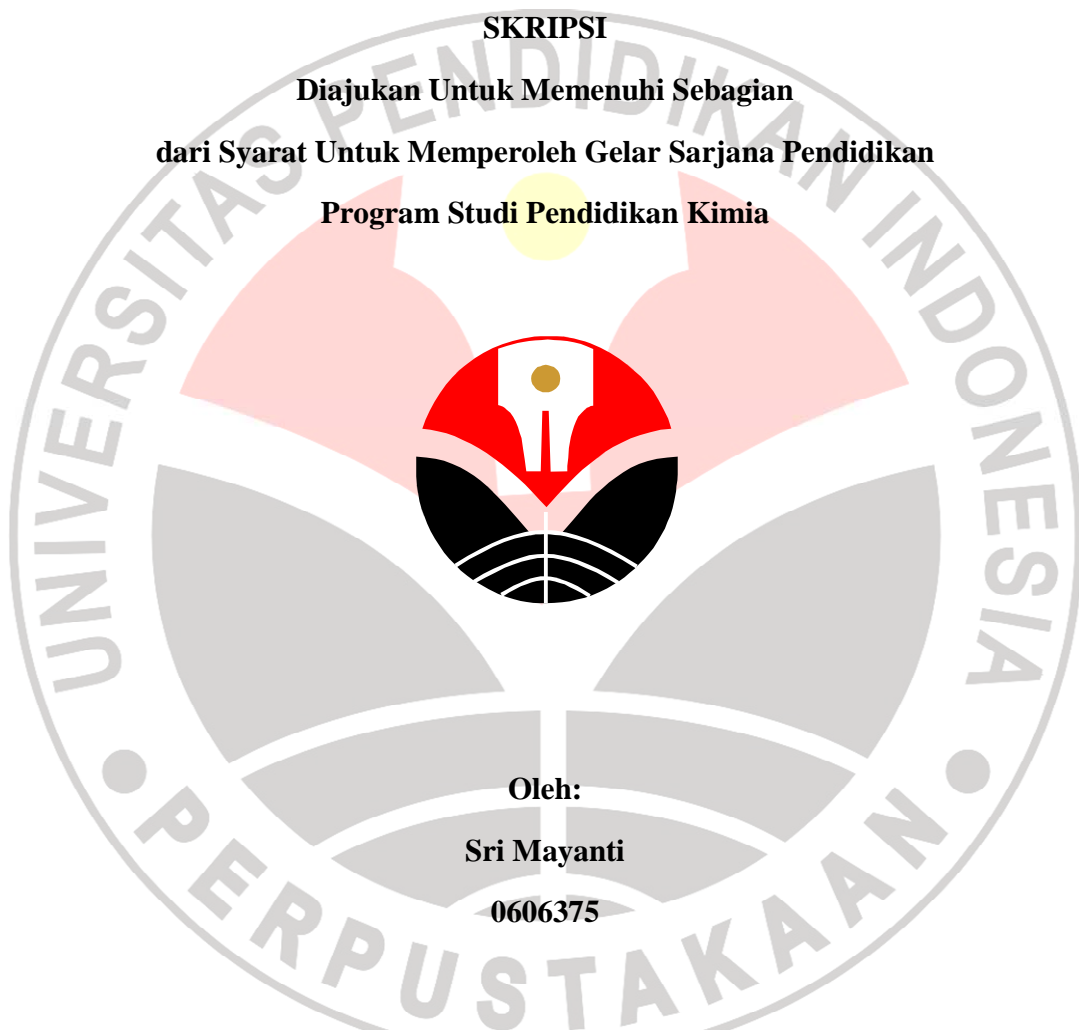 SKRIPSI
Diajukan Untuk Memenuhi Sebagian
dari Syarat Untuk Memperoleh Gelar Sarjana Pendidikan
Program Studi Pendidikan Kimia
UNIVERSITAS PENDIDIKAN INDONESIA
Oleh:
Sri Mayanti
0606375
PERPUSTAKAAN